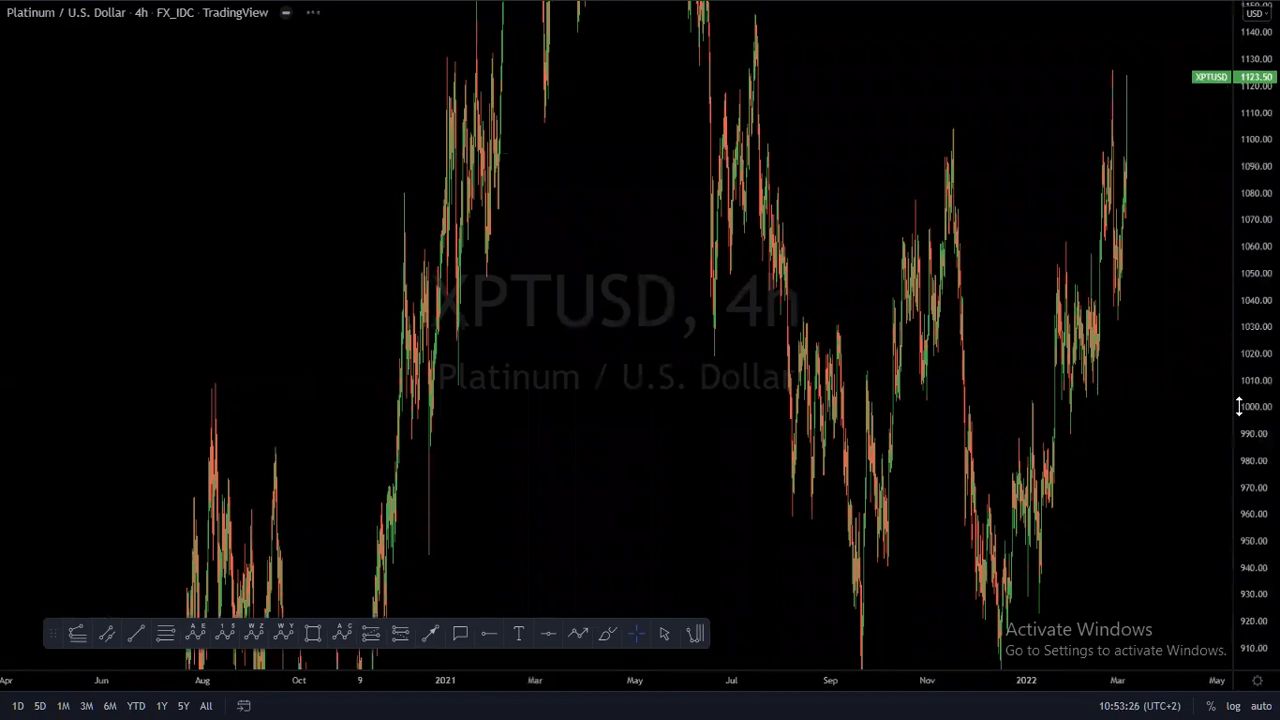 Platinum / U.S. Dollar · 4h · FX_IDC · TradingView
USD
1140.00
1130.00
XPTUSD 1123.50
1120.00
1110.00
1100.00
1090.00
1080.00
1070.00
1060.00
1050.00
1040.00
1030.00
1020.00
1010.00
1000.00
990.00
980.00
970.00
960.00
950.00
940.00
930.00
920.00
910.00
XPTUSD, 4h
Platinum / U.S. Dollar
A E
1 5
W Z
W Y
A C
T
Activate Windows
Go to Settings to activate Windows.
Apr Jun Aug Oct 9 2021 Mar May Jul Sep Nov 2022 Mar May
1D 5D 1M 3M 6M YTD 1Y 5Y All 10:53:26 (UTC+2) % log auto